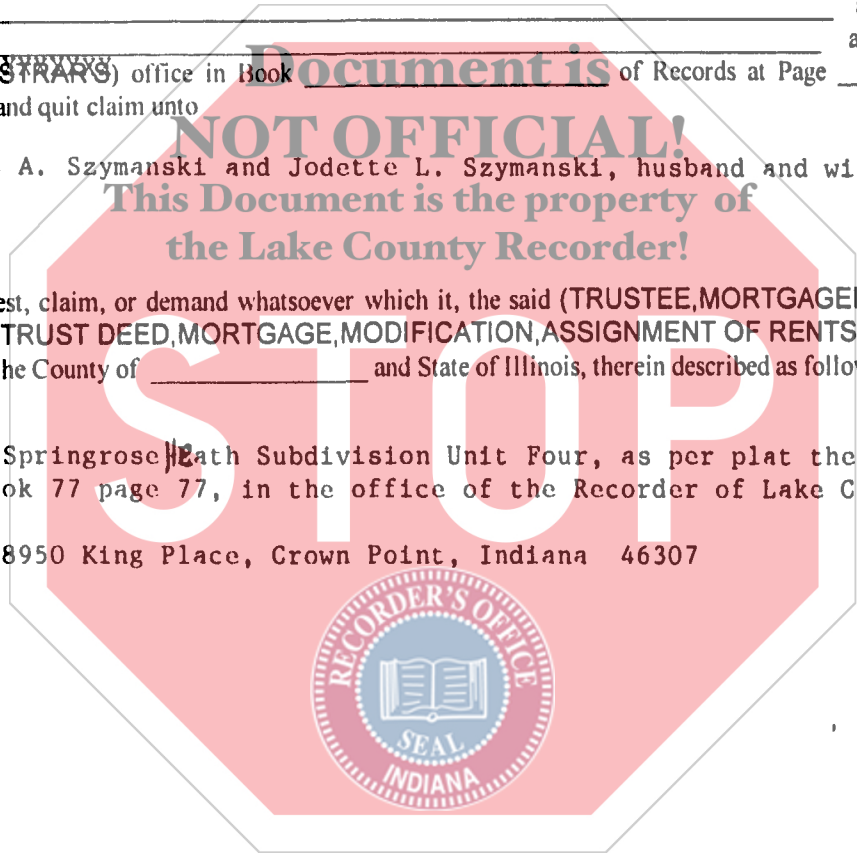 a
STRAR'S) office in Book ____ of Records at Page
Document is
and quit claim unto
NOT OFFICIAL!
A. Szymanski and Jodette L. Szymanski, husband and wi
This Document is the property of
the Lake County Recorder!
est, claim, or demand whatsoever which it, the said (TRUSTEE,MORTGAGE
TRUST DEED,MORTGAGE,MODIFICATION,ASSIGNMENT OF RENTS
he County of ____ and State of Illinois, therein described as follow
STOP
Springrose Heath Subdivision Unit Four, as per plat the
ok 77 page 77, in the office of the Recorder of Lake C
8950 King Place, Crown Point, Indiana 46307
RECORDER'S OFFICE
SEAL
INDIANA